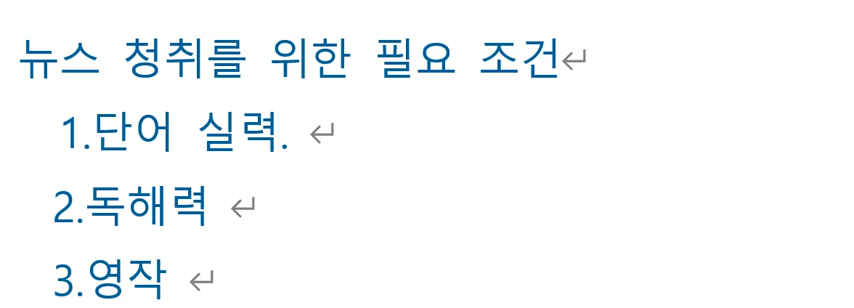 뉴스 청취를 위한 필요 조건↵
1.단어 실력. ↵
2.독해력 ↵
3.영작 ↵